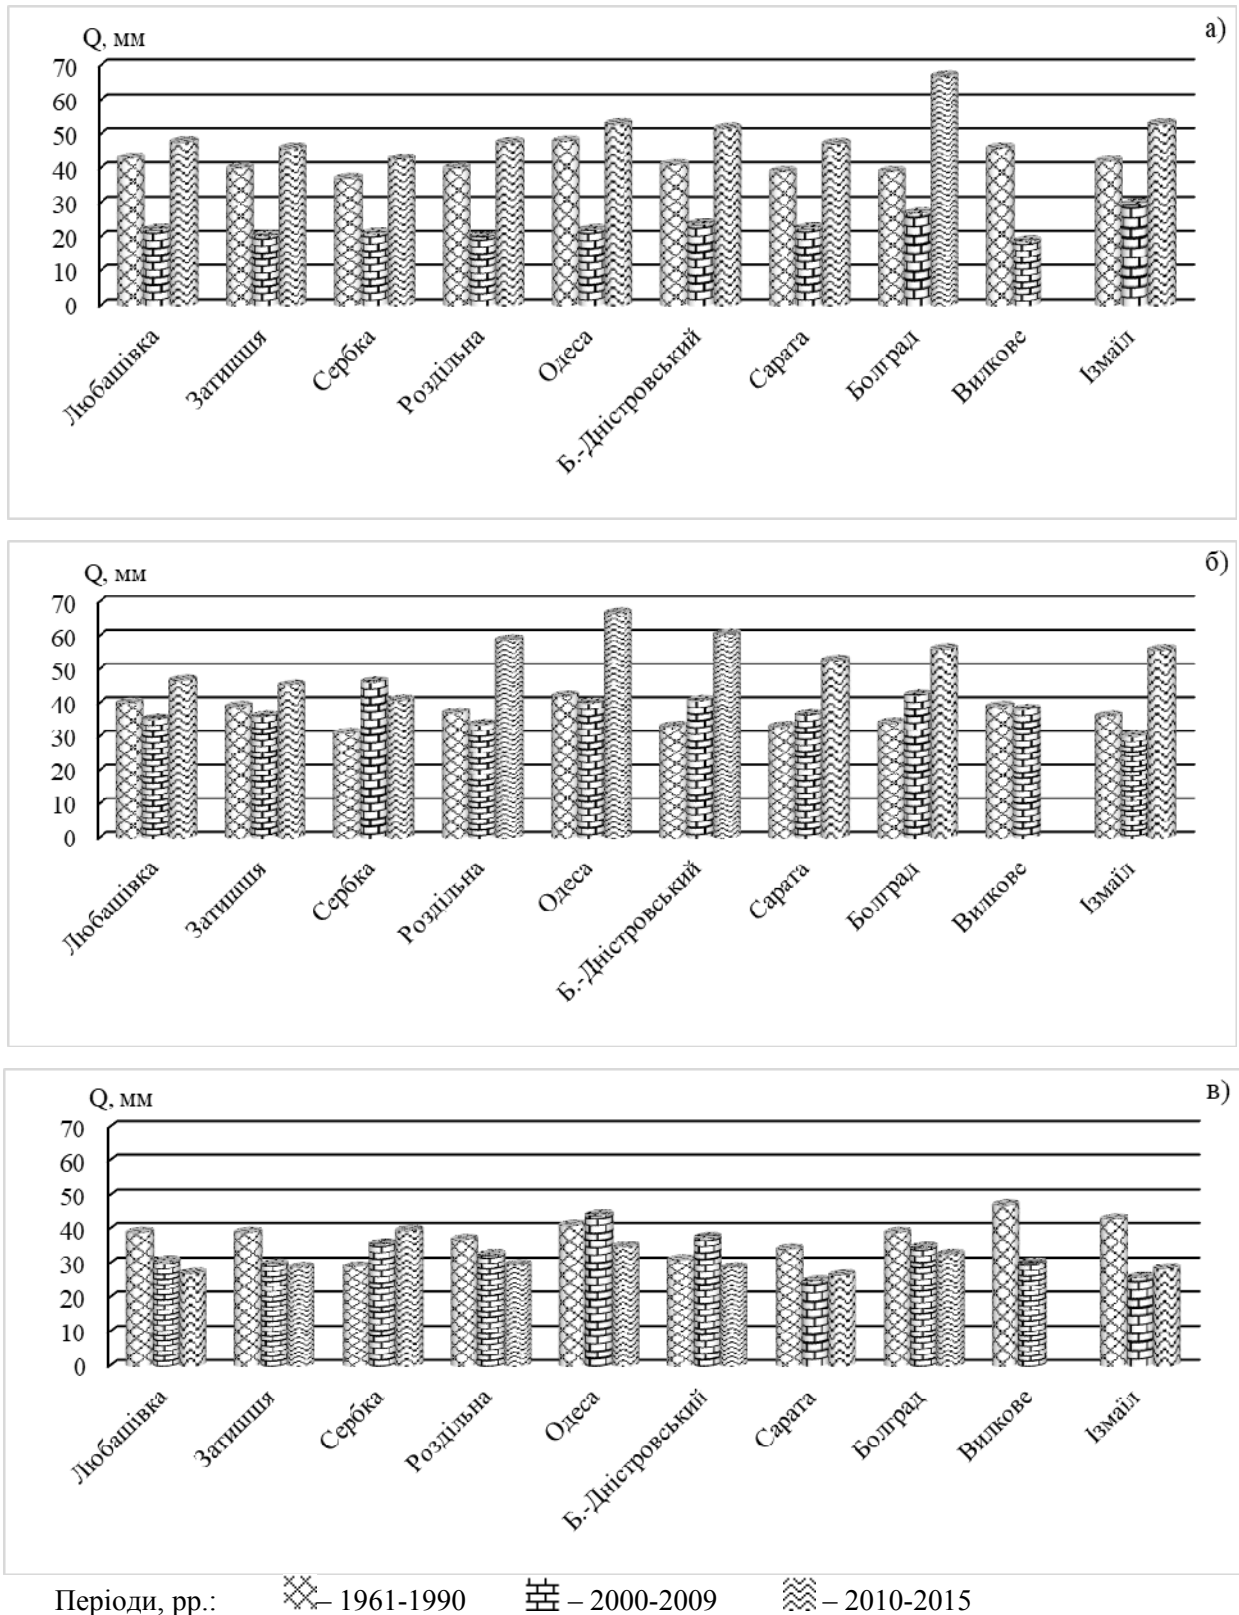 а)
Q, мм
70
60
50
40
30
20
10
0
Любашівка
Затишшя
Сербка
Роздільна
Одеса
Б.-Дністровський
Сарата
Болград
Вилкове
Ізмаїл
б)
Q, мм
70
60
50
40
30
20
10
0
Любашівка
Затишшя
Сербка
Роздільна
Одеса
Б.-Дністровський
Сарата
Болград
Вилкове
Ізмаїл
в)
Q, мм
70
60
50
40
30
20
10
0
Любашівка
Затишшя
Сербка
Роздільна
Одеса
Б.-Дністровський
Сарата
Болград
Вилкове
Ізмаїл
Періоди, рр.: – 1961-1990 – 2000-2009 – 2010-2015